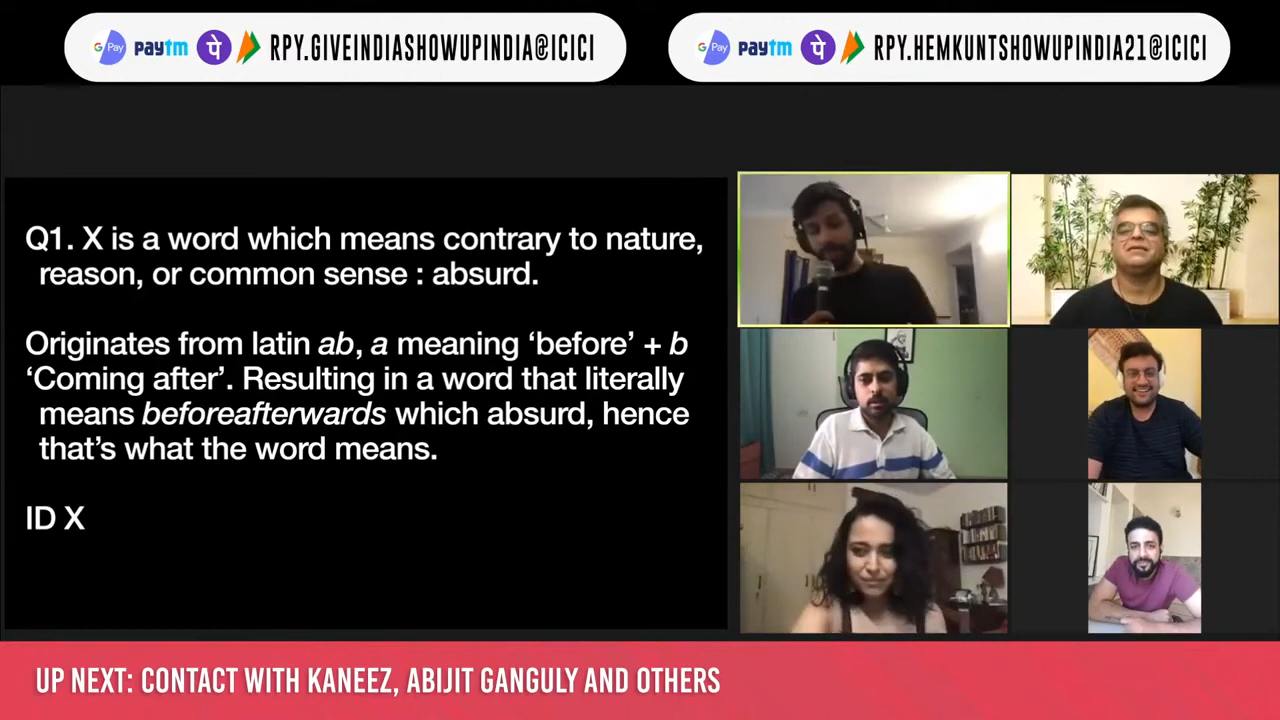 G Pay paytm पे RPY.GIVEINDIASHOWUPINDIA@ICICI
G Pay paytm पे RPY.HEMKUNTSHOWUPINDIA21@ICICI
Q1. X is a word which means contrary to nature,
reason, or common sense : absurd.
Originates from latin ab, a meaning ‘before’ + b
‘Coming after’. Resulting in a word that literally
means beforeafterwards which absurd, hence
that’s what the word means.
ID X
UP NEXT: CONTACT WITH KANEEZ, ABIJIT GANGULY AND OTHERS